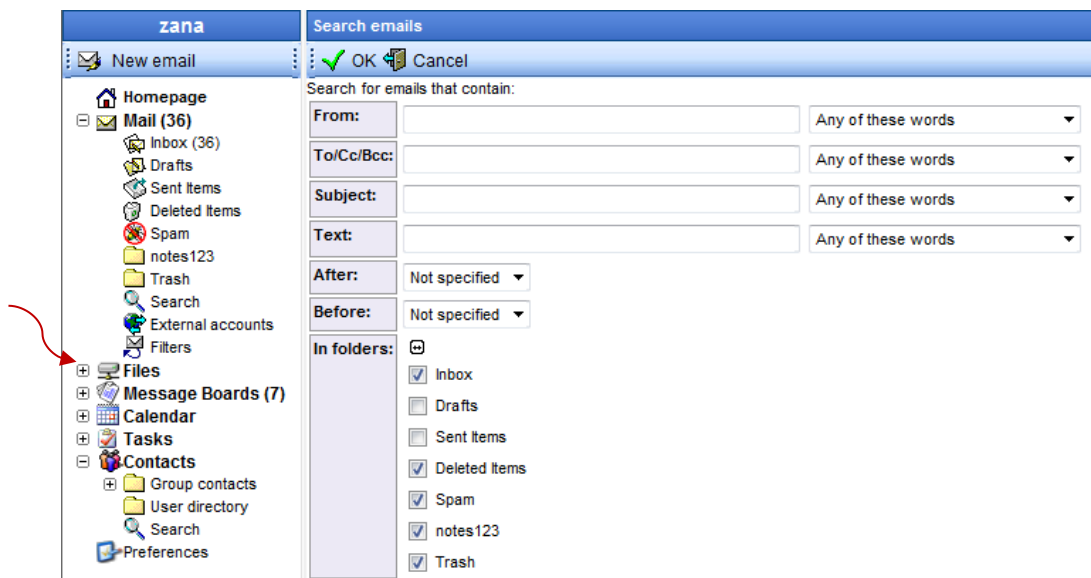 zana
New email
Homepage
Mail (36)
Inbox (36)
Drafts
Sent Items
Deleted Items
Spam
notes123
Trash
Search
External accounts
Filters
Files
Message Boards (7)
Calendar
Tasks
Contacts
Group contacts
User directory
Search
Preferences
Search emails
OK Cancel
Search for emails that contain:
From: Any of these words
To/Cc/Bcc: Any of these words
Subject: Any of these words
Text: Any of these words
After: Not specified
Before: Not specified
In folders:
Inbox
Drafts
Sent Items
Deleted Items
Spam
notes123
Trash